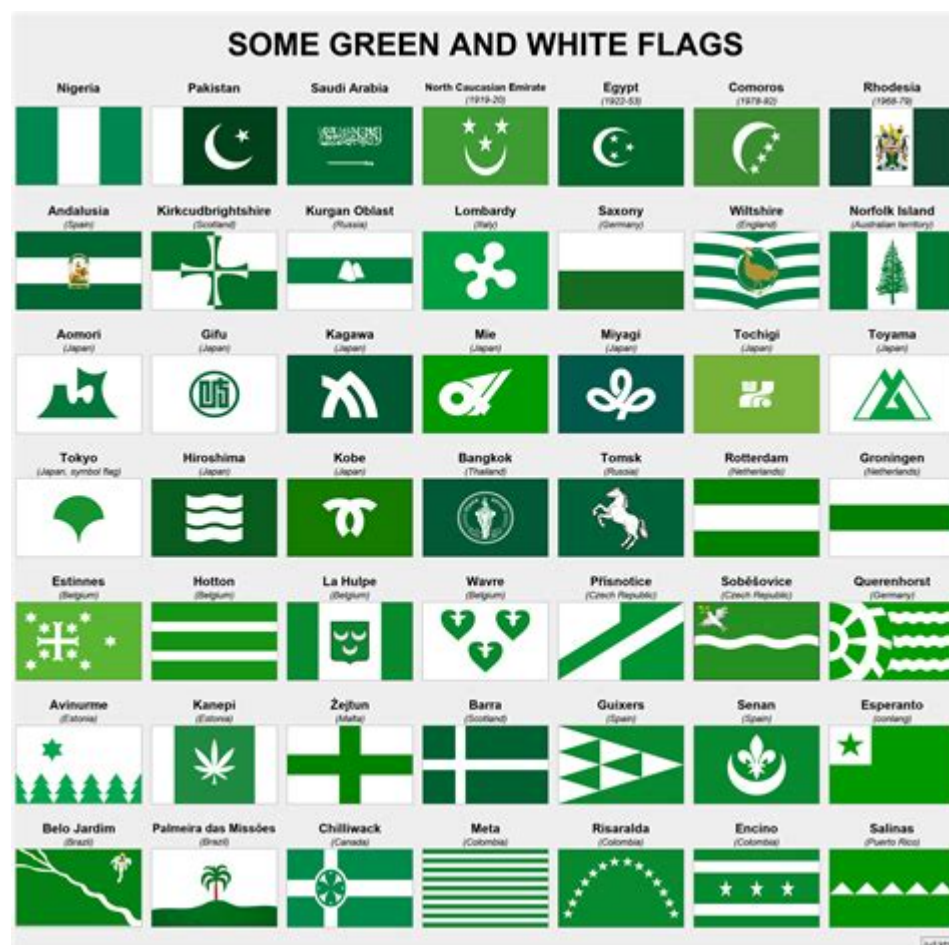 SOME GREEN AND WHITE FLAGS
Nigeria Pakistan Saudi Arabia North Caucasian Emirate Egypt Comoros Rhodesia
(1919-20) (1922-53) (1978-92) (1968-79)
Andalusia Kirkcudbrightshire Kurgan Oblast Lombardy Saxony Wiltshire Norfolk Island
(Spain) (Scotland) (Russia) (Italy) (Germany) (England) (Australian territory)
Aomori Gifu Kagawa Mie Miyagi Tochigi Toyama
(Japan) (Japan) (Japan) (Japan) (Japan) (Japan) (Japan)
Tokyo Hiroshima Kobe Bangkok Tomsk Rotterdam Groningen
(Japan, symbol flag) (Japan) (Japan) (Thailand) (Russia) (Netherlands) (Netherlands)
Estinnes Hotton La Hulpe Wavre Přísnotice Soběšovice Querenhorst
(Belgium) (Belgium) (Belgium) (Belgium) (Czech Republic) (Czech Republic) (Germany)
Avinurme Kanepi Żejtun Barra Guixers Senan Esperanto
(Estonia) (Estonia) (Malta) (Scotland) (Spain) (Spain) (conlang)
Belo Jardim Palmeira das Missões Chilliwack Meta Risaralda Encino Salinas
(Brazil) (Brazil) (Canada) (Colombia) (Colombia) (Colombia) (Puerto Rico)